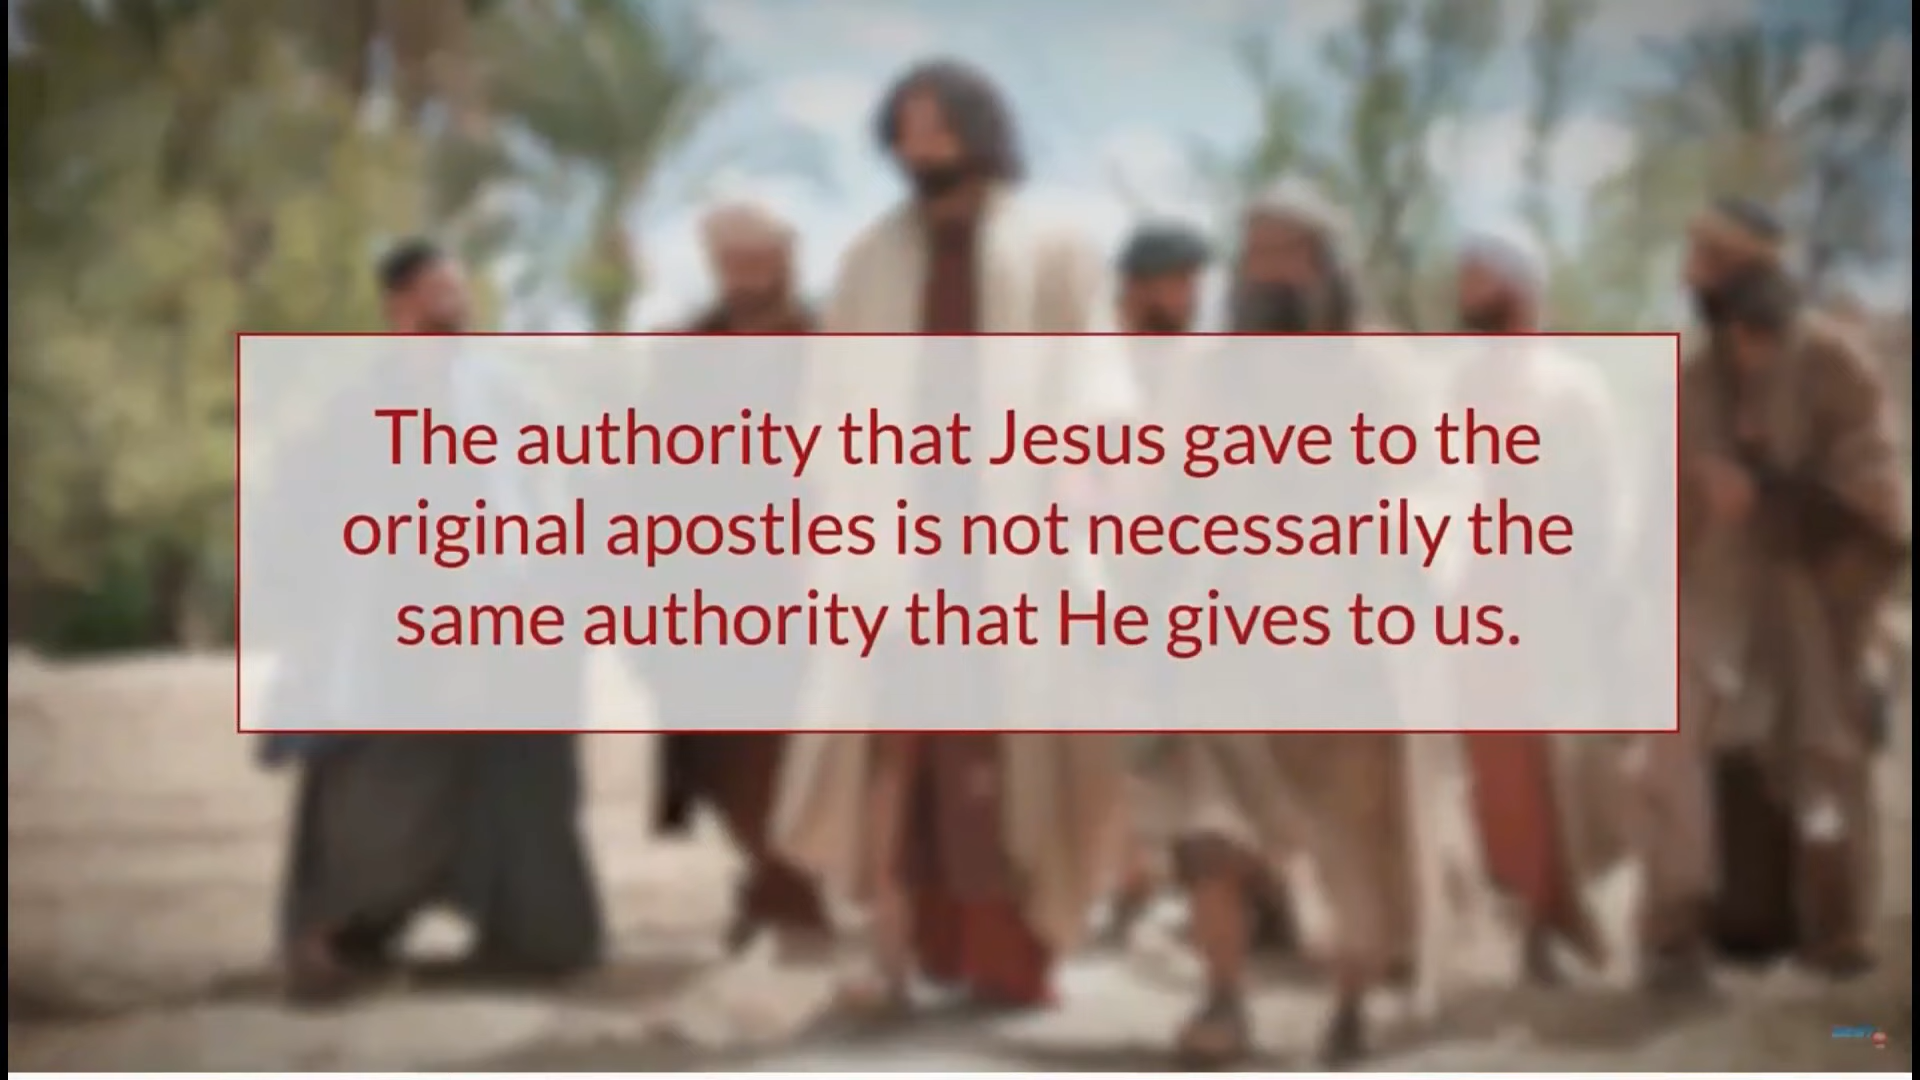 The authority that Jesus gave to the
original apostles is not necessarily the
same authority that He gives to us.